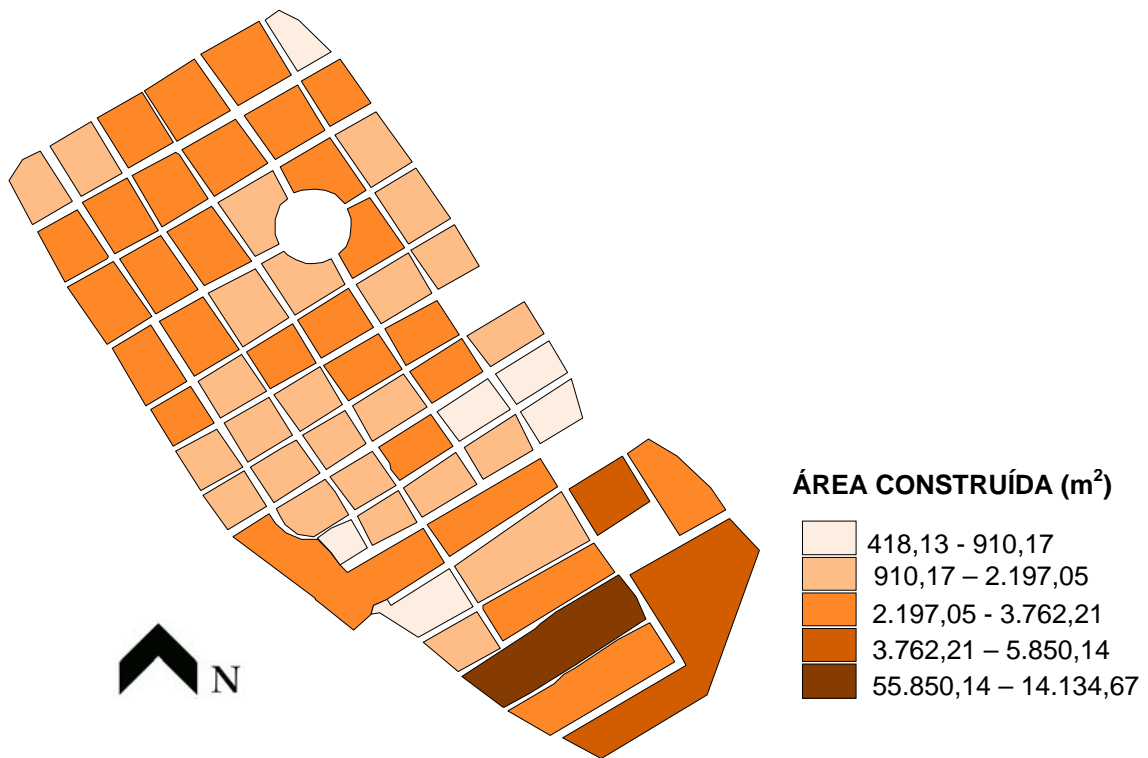 ÁREA CONSTRUÍDA (m²)
418,13 - 910,17
910,17 – 2.197,05
2.197,05 - 3.762,21
3.762,21 – 5.850,14
55.850,14 – 14.134,67
N